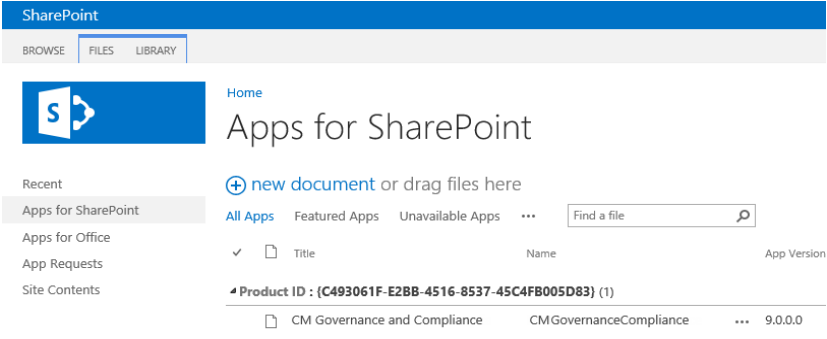 SharePoint
BROWSE FILES LIBRARY
S
Home
Apps for SharePoint
new document or drag files here
Recent
Apps for SharePoint
Apps for Office
App Requests
Site Contents
All Apps Featured Apps Unavailable Apps ••• Find a file
Title Name App Version
Product ID : {C493061F-E2BB-4516-8537-45C4FB005D83} (1)
CM Governance and Compliance CMGovernanceCompliance ••• 9.0.0.0